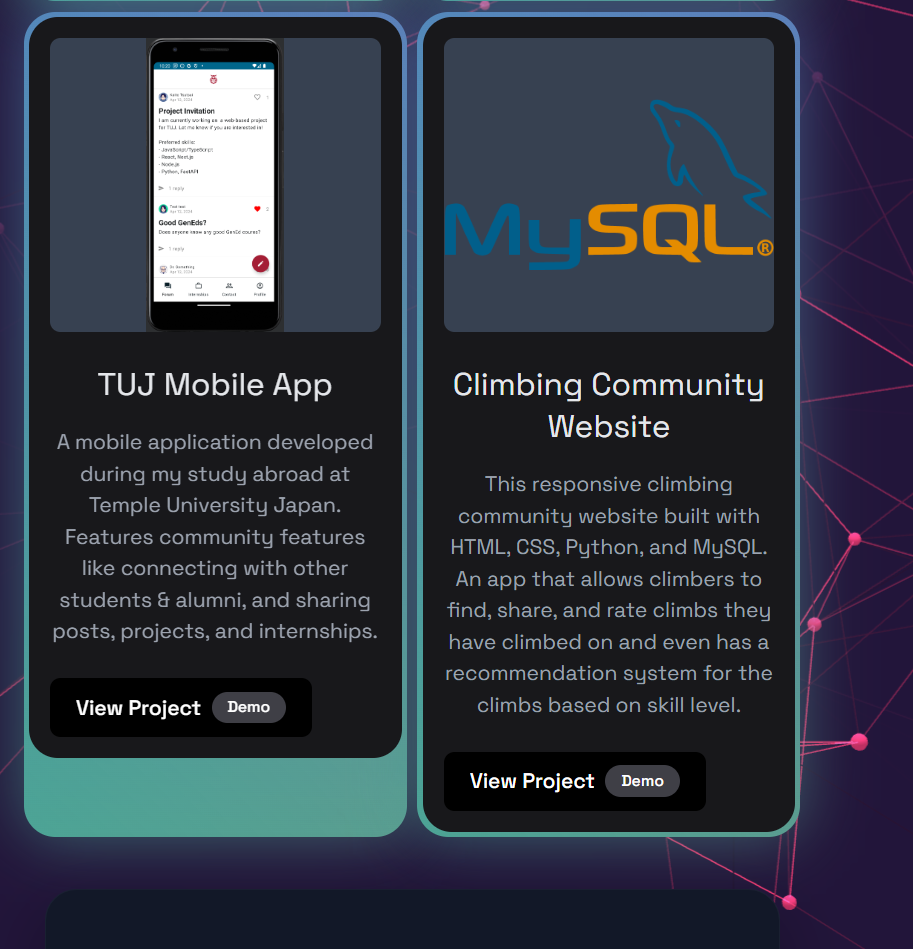 Project Invitation
I am currently working on a web-based project
for TUJ. Let me know if you are interested in!
Preferred skills:
- JavaScript/TypeScript
- React, Next.js
- Node.js
- Python, FastAPI
1 reply
Good GenEds?
Does anyone know any good GenEd course?
1 reply
MySQL®
TUJ Mobile App
A mobile application developed
during my study abroad at
Temple University Japan.
Features community features
like connecting with other
students & alumni, and sharing
posts, projects, and internships.
View Project Demo
Climbing Community
Website
This responsive climbing
community website built with
HTML, CSS, Python, and MySQL.
An app that allows climbers to
find, share, and rate climbs they
have climbed on and even has a
recommendation system for the
climbs based on skill level.
View Project Demo